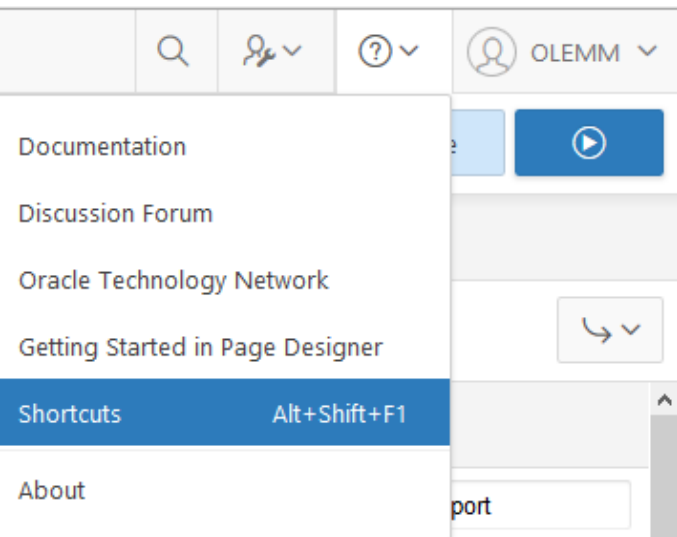 OLEMM
Documentation
Discussion Forum
Oracle Technology Network
Getting Started in Page Designer
Shortcuts Alt+Shift+F1
About
port